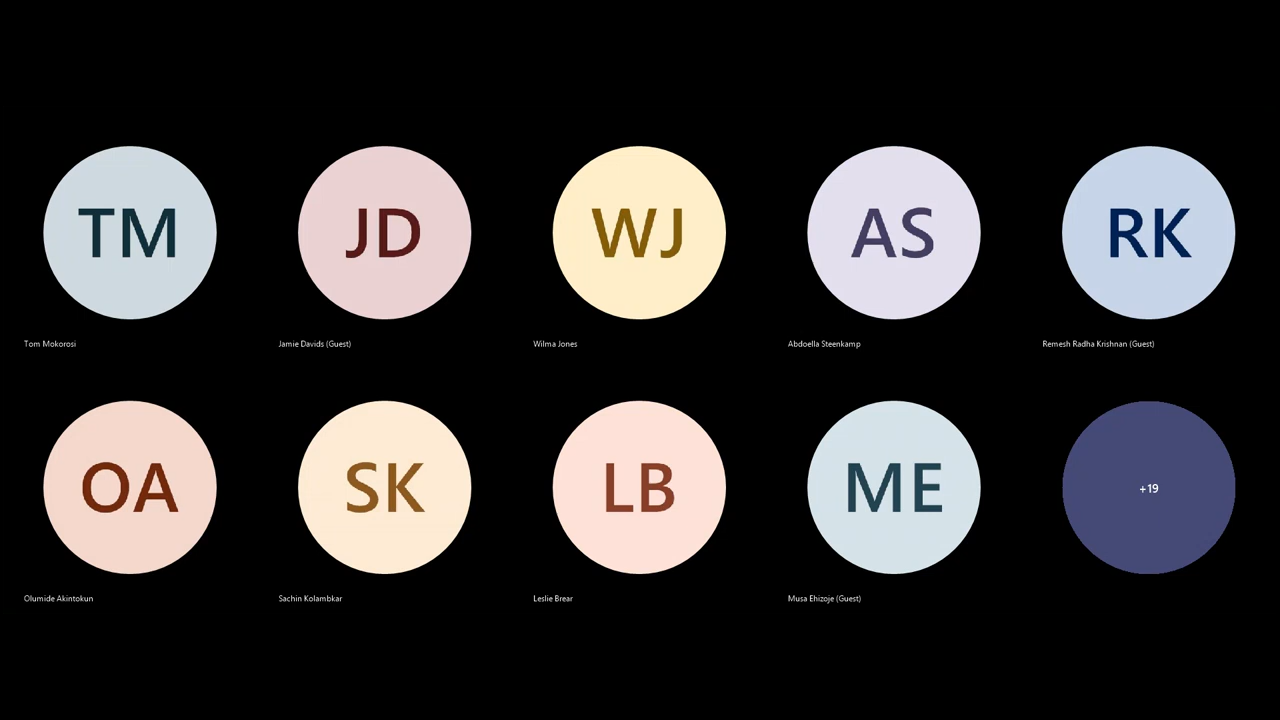 TM
JD
WJ
AS
RK
Tom Mokorosi
Jamie Davids (Guest)
Wilma Jones
Abdoella Steenkamp
Remesh Radha Krishnan (Guest)
OA
SK
LB
ME
+19
Olumide Akintokun
Sachin Kolambkar
Leslie Brear
Musa Ehizoje (Guest)